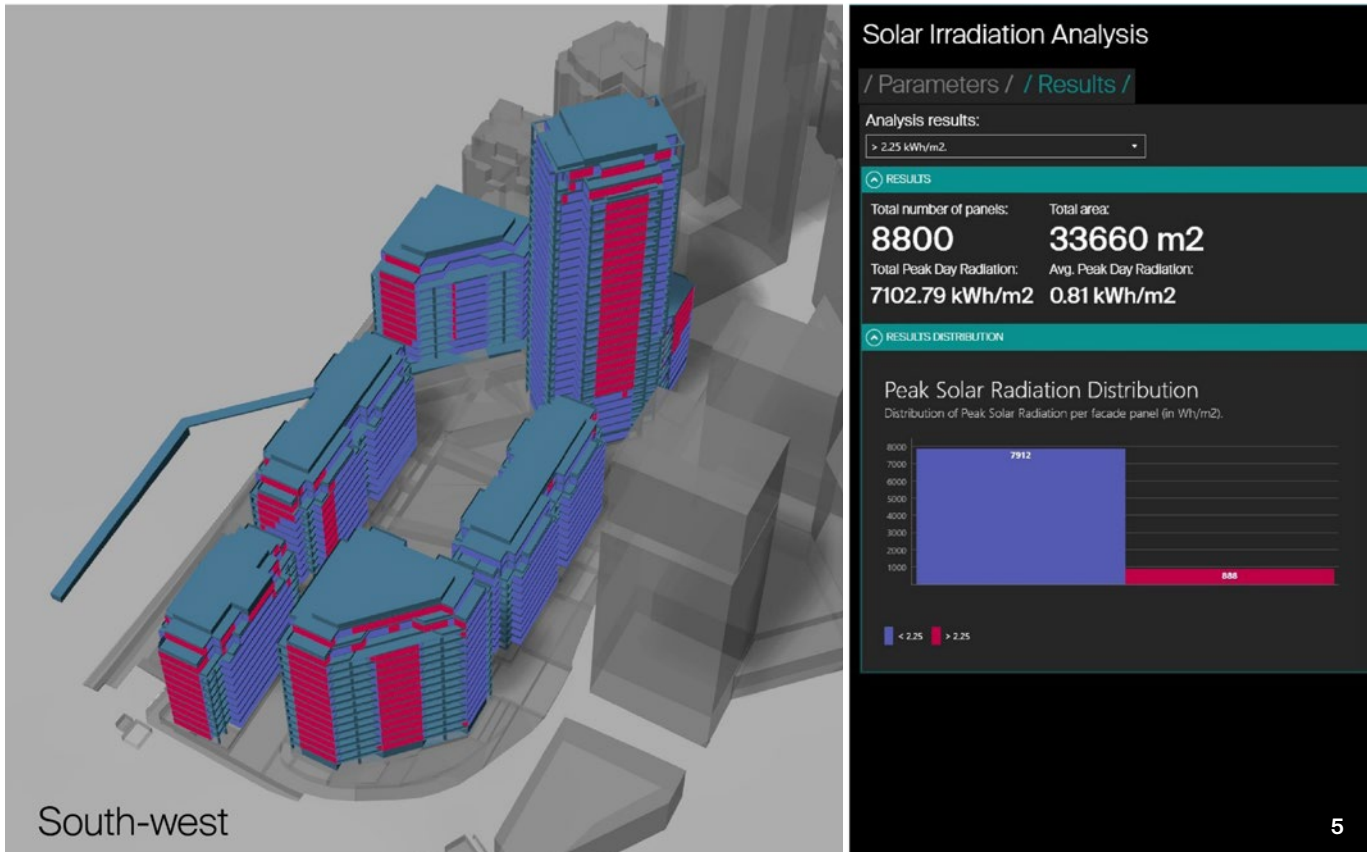 South-west
Solar Irradiation Analysis
/ Parameters / / Results /
Analysis results:
> 2.25 kWh/m2.
RESULTS
Total number of panels: Total area:
8800 33660 m2
Total Peak Day Radiation: Avg. Peak Day Radiation:
7102.79 kWh/m2 0.81 kWh/m2
RESULTS DISTRIBUTION
Peak Solar Radiation Distribution
Distribution of Peak Solar Radiation per facade panel (in Wh/m2).
8000
7912
7000
6000
5000
4000
3000
2000
1000
888
< 2.25 > 2.25
5